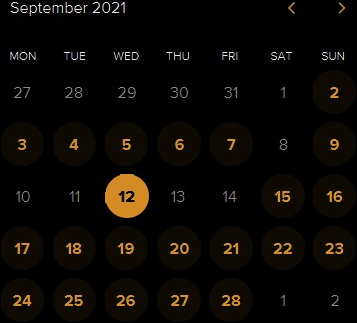 September 2021 < >
MON TUE WED THU FRI SAT SUN
27 28 29 30 31 1 2
3 4 5 6 7 8 9
10 11 12 13 14 15 16
17 18 19 20 21 22 23
24 25 26 27 28 1 2